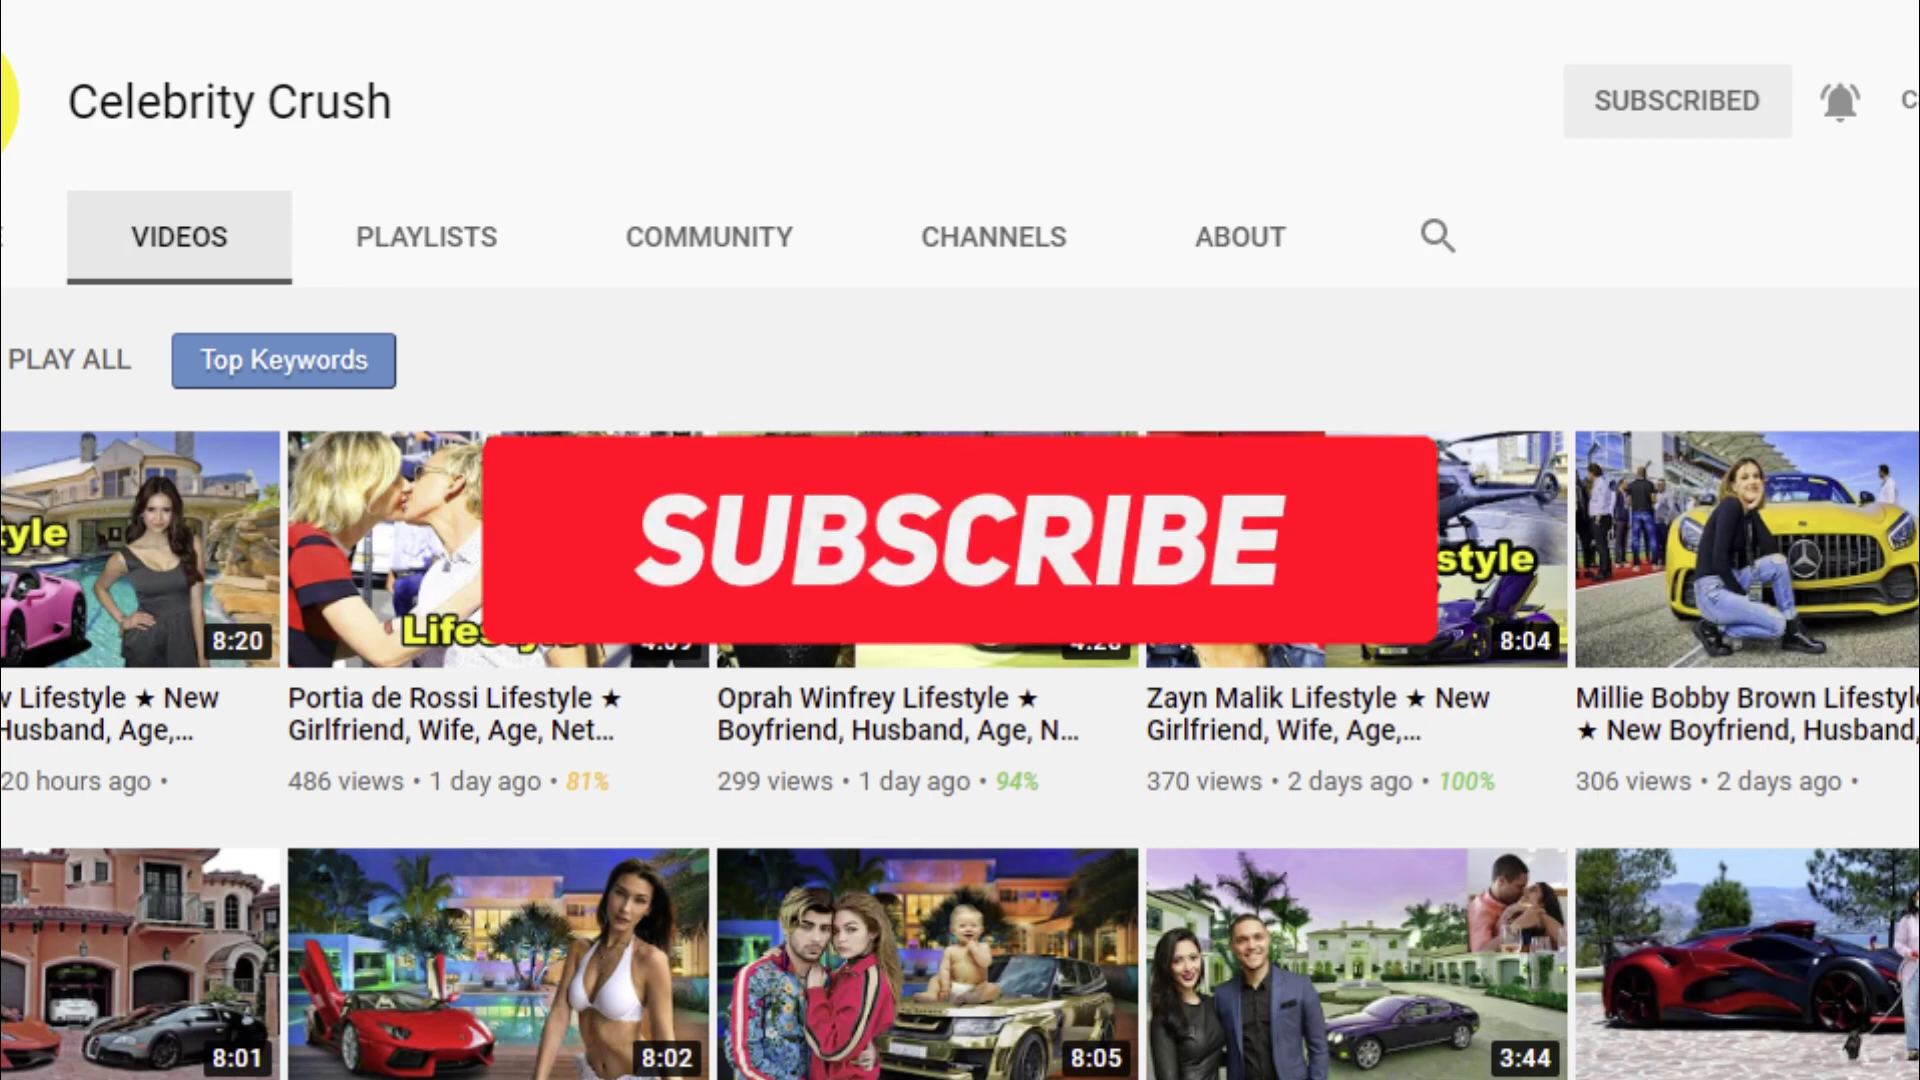 Celebrity Crush
SUBSCRIBED
C
VIDEOS
PLAYLISTS
COMMUNITY
CHANNELS
ABOUT
PLAY ALL
Top Keywords
SUBSCRIBE
tyle
8:20
style
8:04
v Lifestyle ★ New
Husband, Age,...
20 hours ago •
Portia de Rossi Lifestyle ★
Girlfriend, Wife, Age, Net...
486 views • 1 day ago • 81%
Oprah Winfrey Lifestyle ★
Boyfriend, Husband, Age, N...
299 views • 1 day ago • 94%
Zayn Malik Lifestyle ★ New
Girlfriend, Wife, Age,...
370 views • 2 days ago • 100%
Millie Bobby Brown Lifestyle
★ New Boyfriend, Husband,
306 views • 2 days ago •
8:01
8:02
8:05
3:44